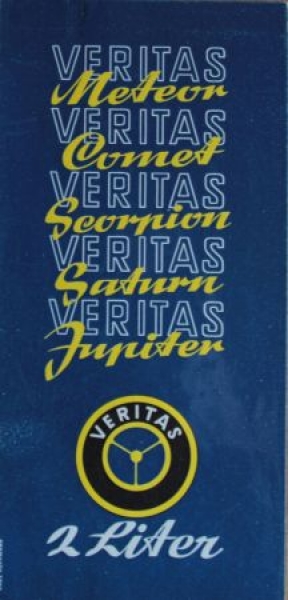 VERITAS
Meteor
VERITAS
Comet
VERITAS
Scorpion
VERITAS
Saturn
VERITAS
Jupiter
VERITAS
2 Liter